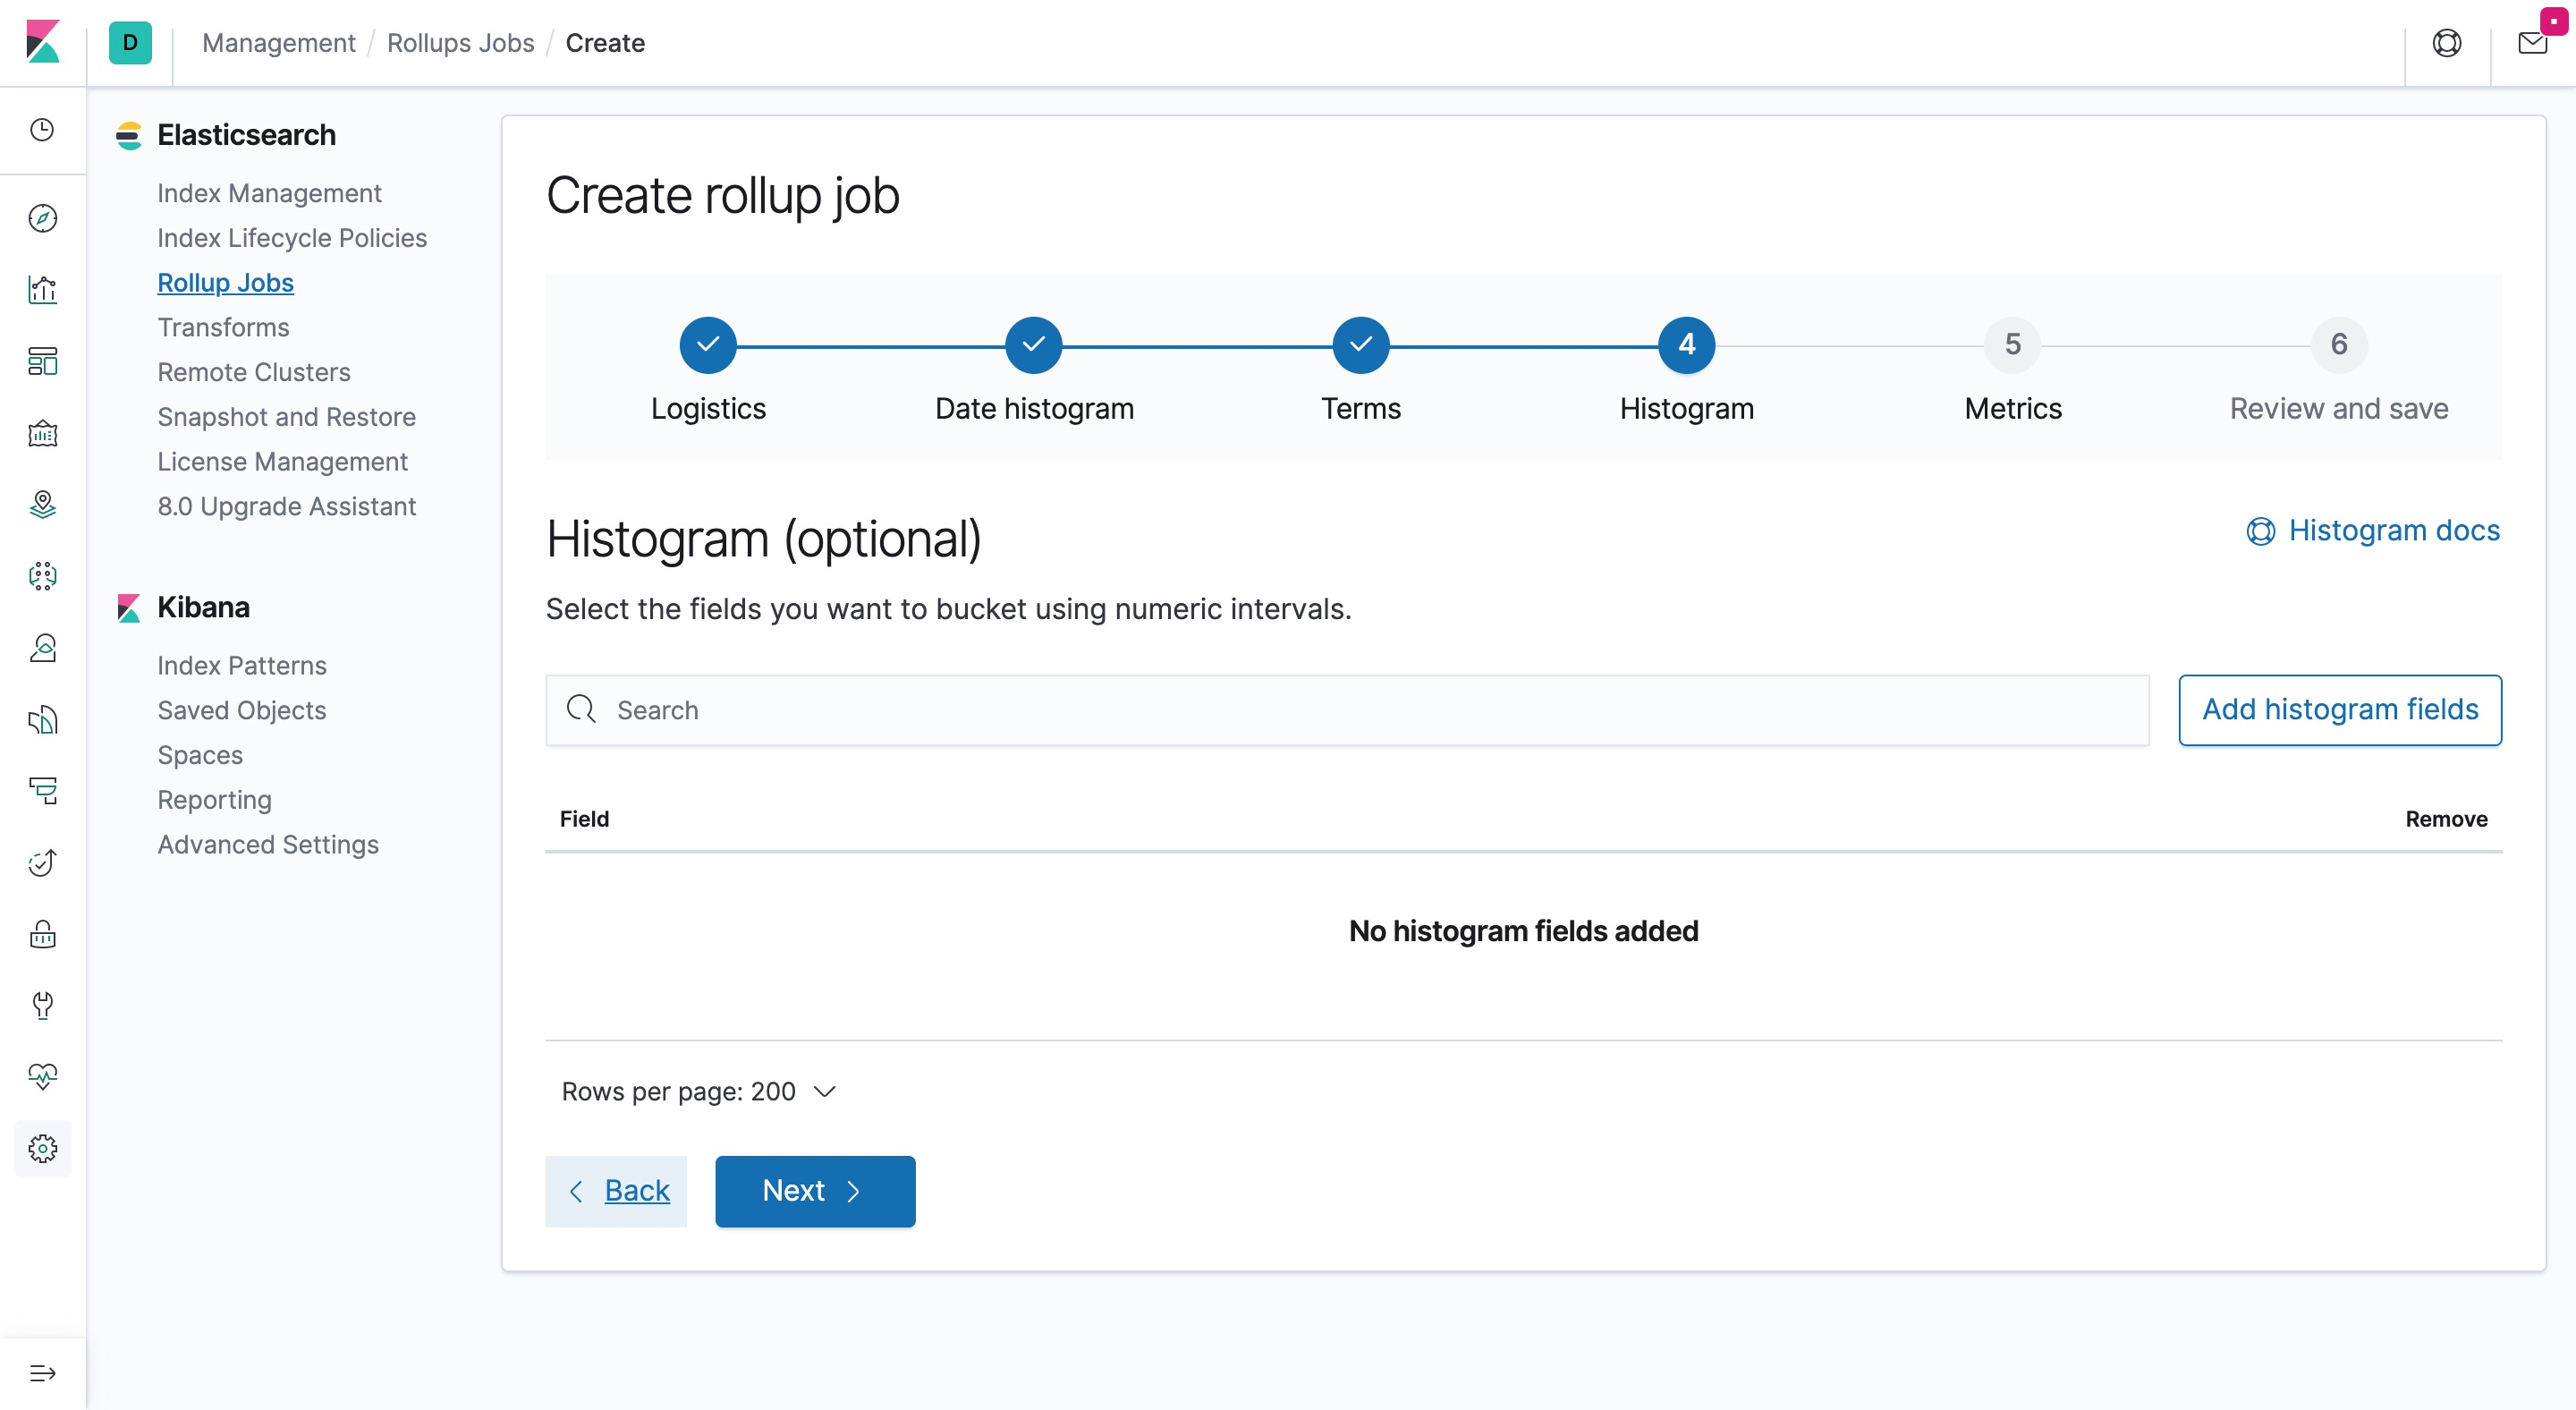 D Management / Rollups Jobs / Create
Elasticsearch
Index Management
Index Lifecycle Policies
Rollup Jobs
Transforms
Remote Clusters
Snapshot and Restore
License Management
8.0 Upgrade Assistant
Kibana
Index Patterns
Saved Objects
Spaces
Reporting
Advanced Settings
Create rollup job
4 5 6
Logistics Date histogram Terms Histogram Metrics Review and save
Histogram (optional) Histogram docs
Select the fields you want to bucket using numeric intervals.
Search Add histogram fields
Field Remove
No histogram fields added
Rows per page: 200
Back Next